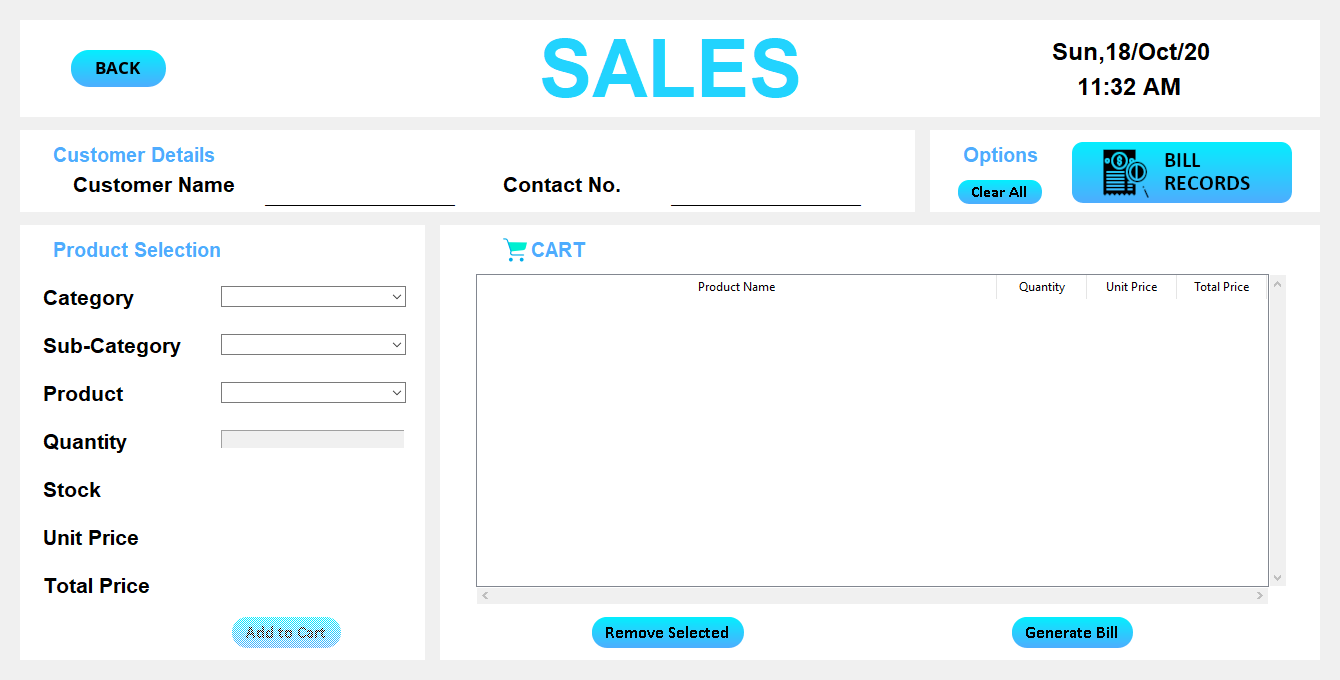 BACK
SALES
Sun,18/Oct/20
11:32 AM
Customer Details
Customer Name
Contact No.
Options
Clear All
BILL
RECORDS
Product Selection
Category
Sub-Category
Product
Quantity
Stock
Unit Price
Total Price
Add to Cart
CART
Product Name Quantity Unit Price Total Price
Remove Selected
Generate Bill